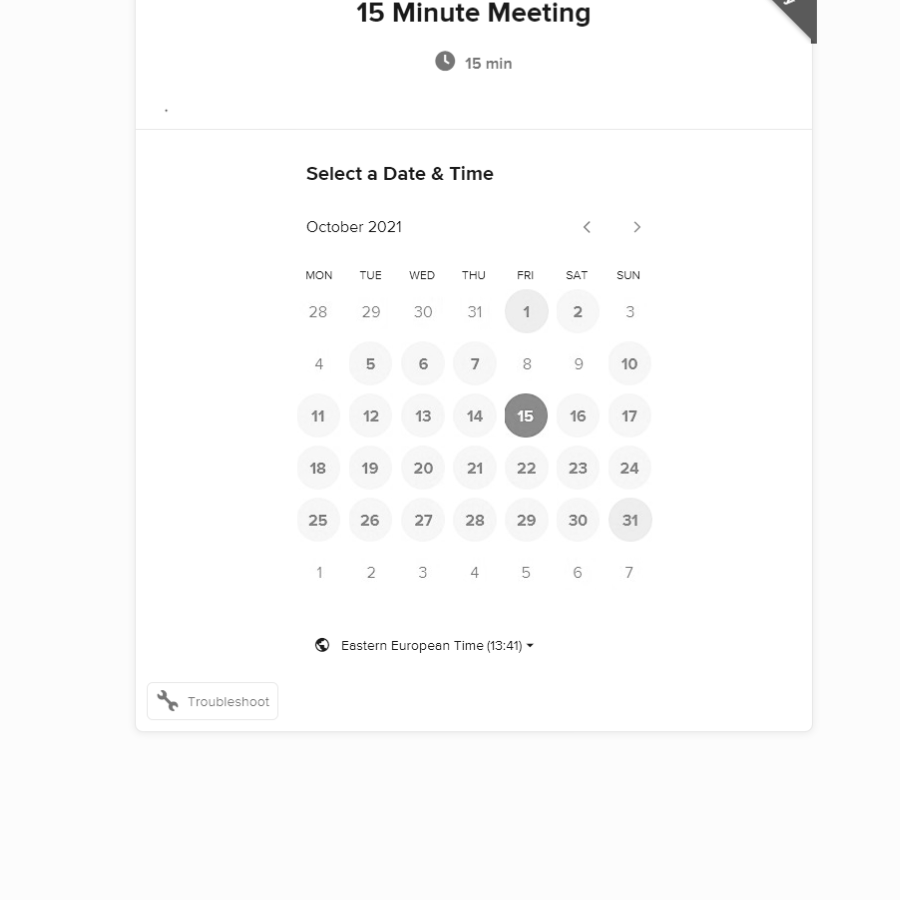 15 Minute Meeting
15 min
.
Select a Date & Time
October 2021
MON TUE WED THU FRI SAT SUN
28 29 30 31 1 2 3
4 5 6 7 8 9 10
11 12 13 14 15 16 17
18 19 20 21 22 23 24
25 26 27 28 29 30 31
1 2 3 4 5 6 7
Eastern European Time (13:41)
Troubleshoot